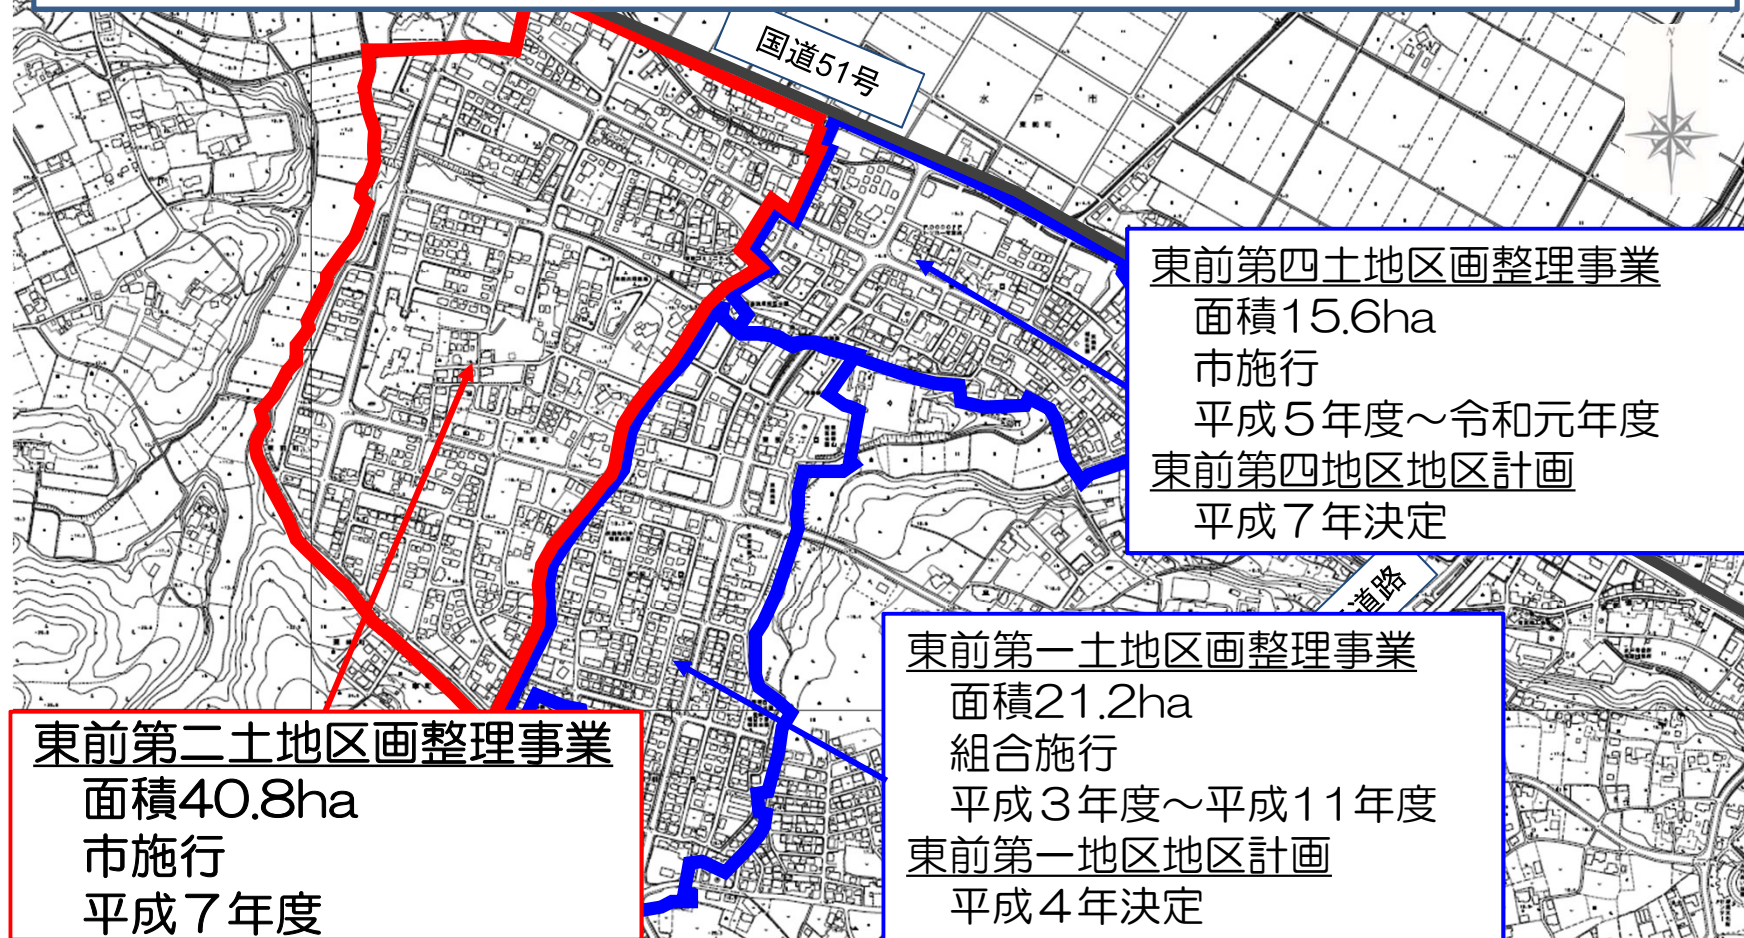 国道51号
水戸市
東前第四土地区画整理事業
面積15.6ha
市施行
平成５年度～令和元年度
東前第四地区地区計画
平成７年決定
道路
東前第一土地区画整理事業
面積21.2ha
組合施行
平成３年度～平成11年度
東前第一地区地区計画
平成４年決定
東前第二土地区画整理事業
面積40.8ha
市施行
平成７年度